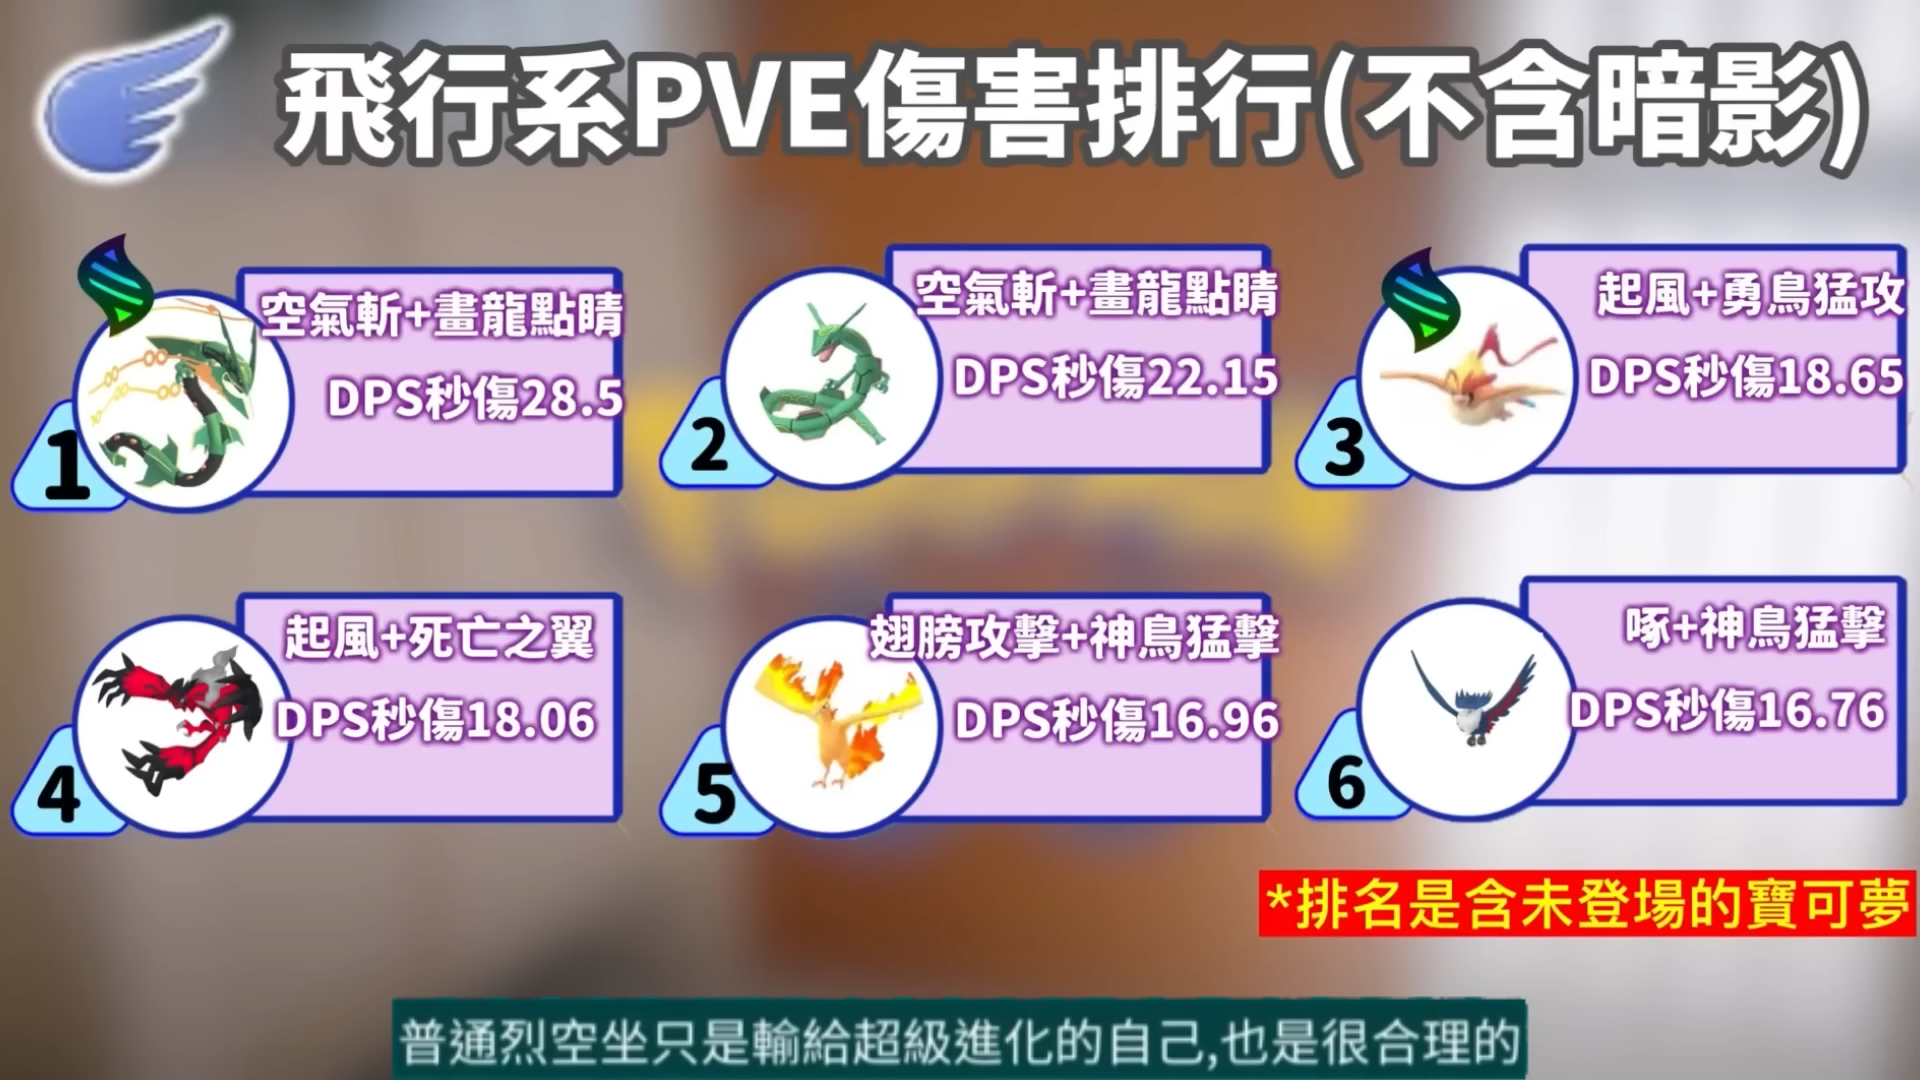 飛行系PVE傷害排行(不含暗影)
1
空氣斬+畫龍點睛
DPS秒傷28.5
2
空氣斬+畫龍點睛
DPS秒傷22.15
3
起風+勇鳥猛攻
DPS秒傷18.65
4
起風+死亡之翼
DPS秒傷18.06
5
翅膀攻擊+神鳥猛擊
DPS秒傷16.96
6
啄+神鳥猛擊
DPS秒傷16.76
*排名是含未登場的寶可夢
普通烈空坐只是輸給超級進化的自己,也是很合理的